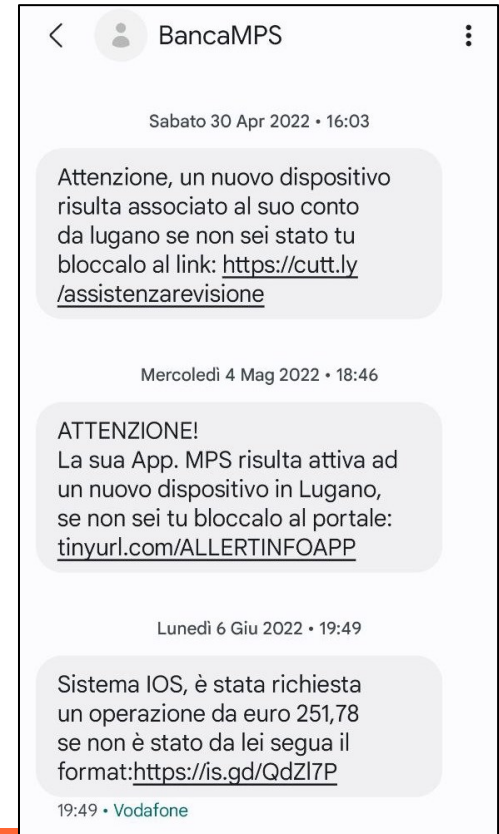 BancaMPS
Sabato 30 Apr 2022 • 16:03
Attenzione, un nuovo dispositivo
risulta associato al suo conto
da lugano se non sei stato tu
bloccalo al link: https://cutt.ly
/assistenzarevisione
Mercoledì 4 Mag 2022 • 18:46
ATTENZIONE!
La sua App. MPS risulta attiva ad
un nuovo dispositivo in Lugano,
se non sei tu bloccalo al portale:
tinyurl.com/ALLERTINFOAPP
Lunedì 6 Giu 2022 • 19:49
Sistema IOS, è stata richiesta
un operazione da euro 251,78
se non è stato da lei segua il
format:https://is.gd/QdZl7P
19:49 • Vodafone